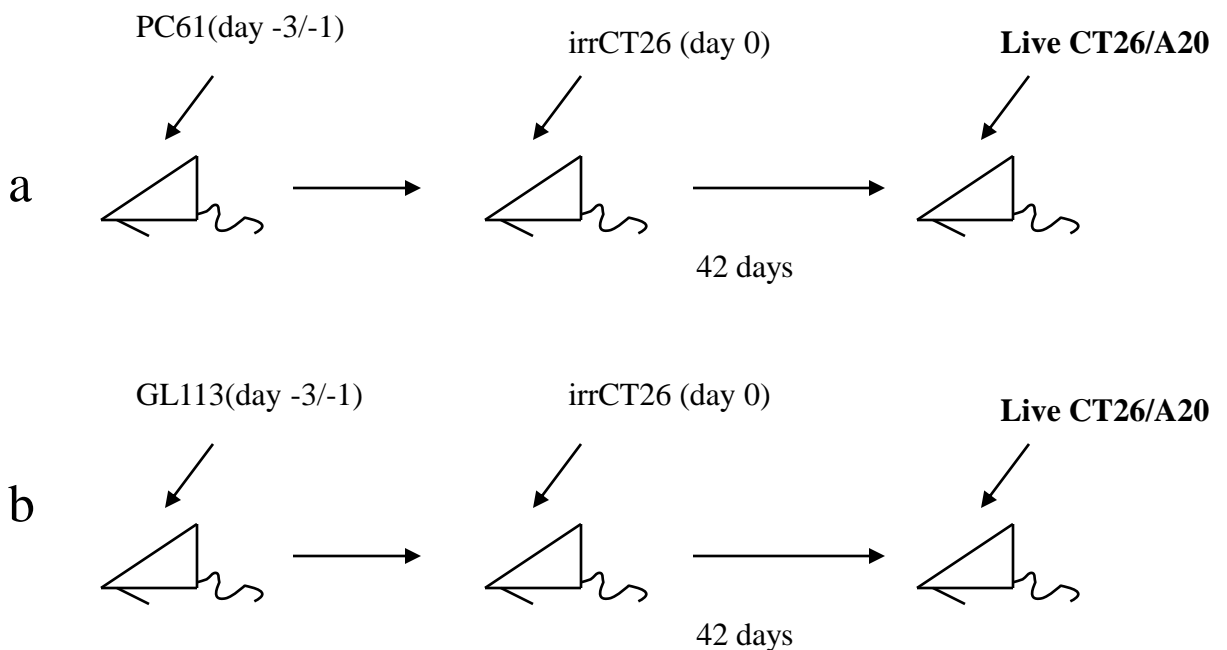 PC61(day -3/-1)
irrCT26 (day 0)
Live CT26/A20
a
42 days
GL113(day -3/-1)
irrCT26 (day 0)
Live CT26/A20
b
42 days